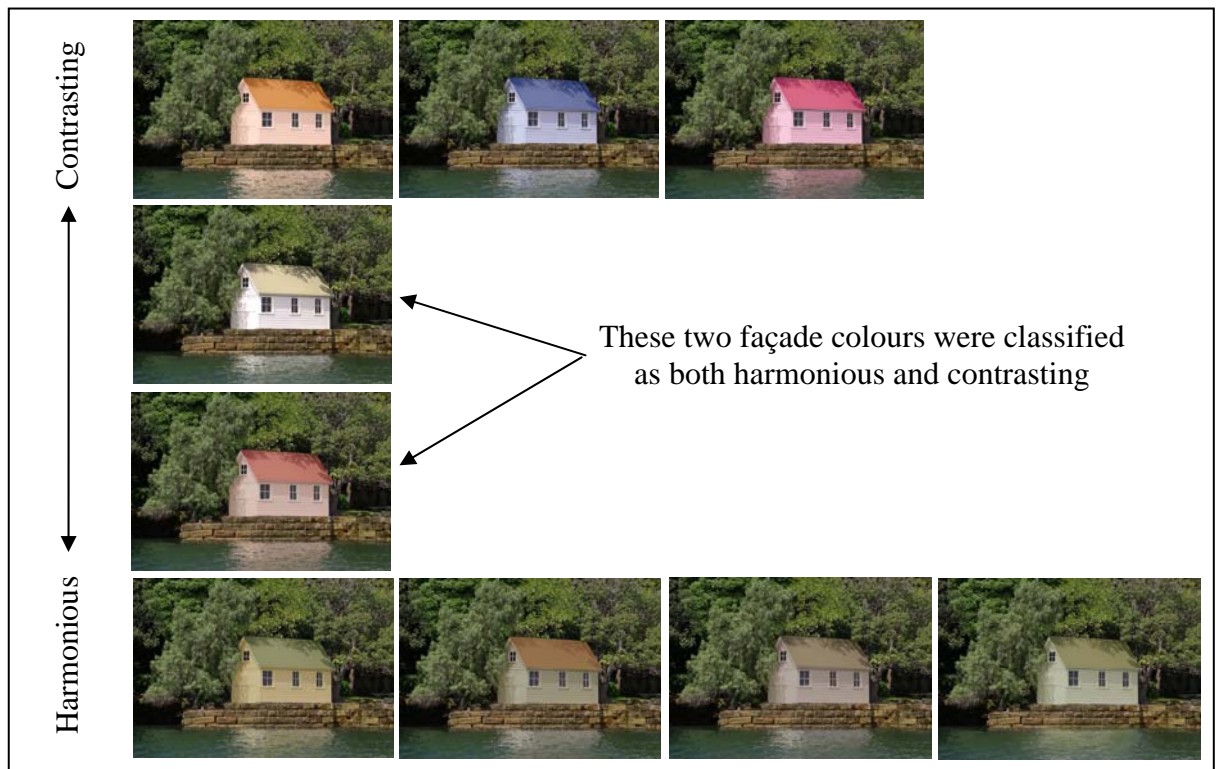 Contrasting
These two façade colours were classified
as both harmonious and contrasting
Harmonious